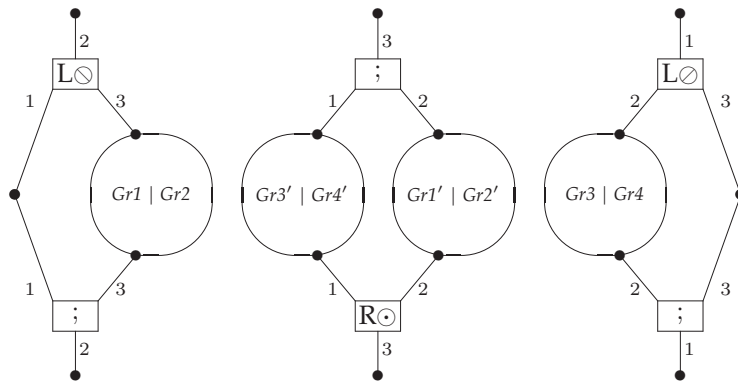 2 3 1
L⦸ ; L⊘
1 3 1 2 2 3
Gr1 | Gr2 Gr3′ | Gr4′ Gr1′ | Gr2′ Gr3 | Gr4
1 3 1 2 2 3
; R⊙ ;
2 3 1